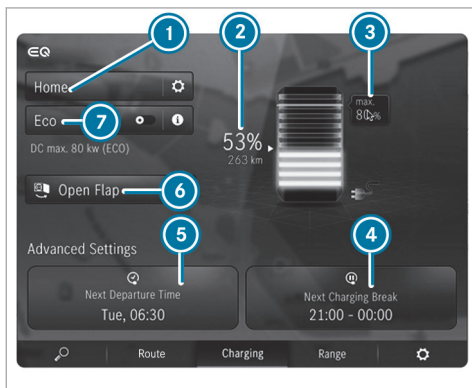 1
2
3
EQ
Home
max.
80%
Eco
7
53%
263 km
DC max. 80 kw (ECO)
Open Flap
6
Advanced Settings
5
4
Next Departure Time
Tue, 06:30
Next Charging Break
21:00 - 00:00
Route
Charging
Range